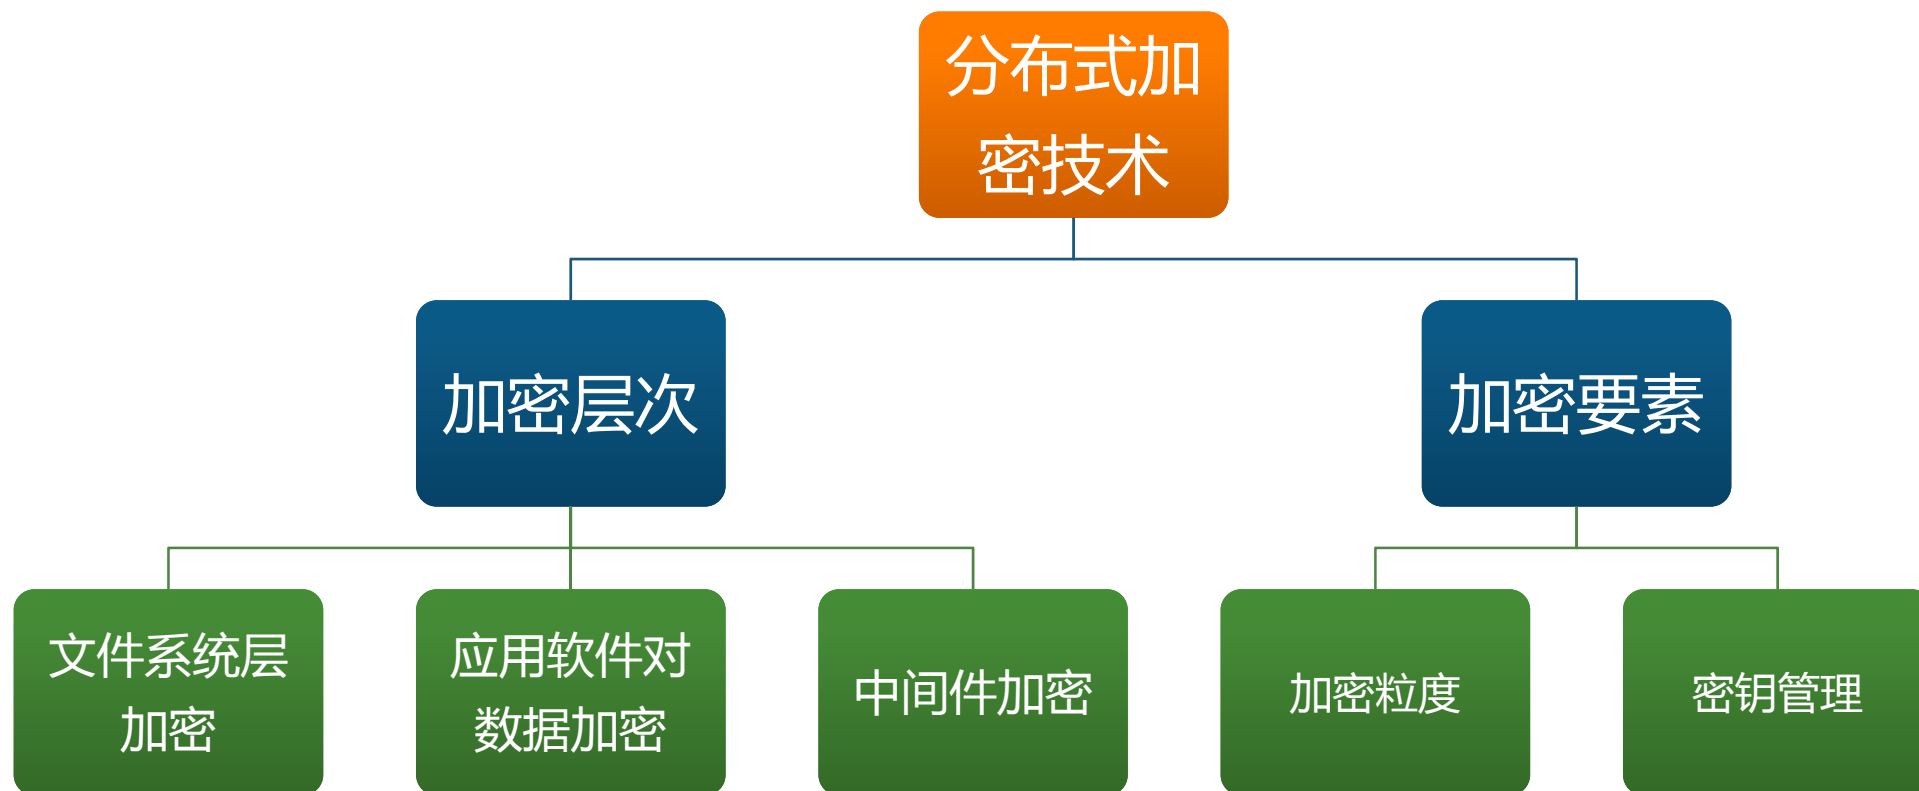 分布式加
密技术
加密层次
加密要素
文件系统层
加密
应用软件对
数据加密
中间件加密
加密粒度
密钥管理